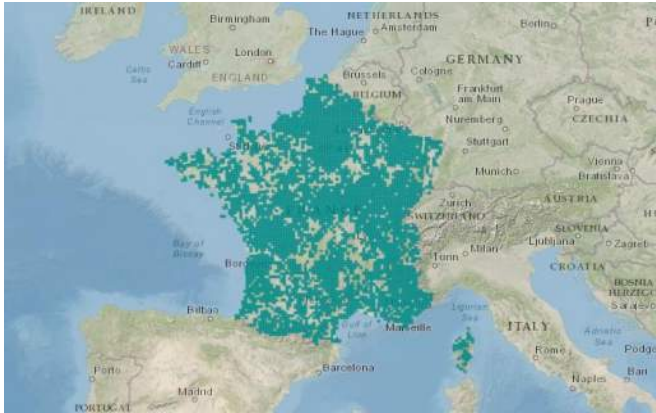 IRELAND
Birmingham
NETHERLANDS
Amsterdam
Berlin
The Hague
WALES
Cardiff
London
ENGLAND
Celtic
Sea
GERMANY
Brussels
Cologne
BELGIUM
Frankfurt
am Main
Prague
English
Channel
Nuremberg
CZECHIA
Stuttgart
Munich
Vienna
Bratislava
Zurich
AUSTRIA
SWITZERLAND
SLOVENIA
Ljubljana
Zagreb
Bay of
Biscay
Milan
Turin
CROATIA
BOSNIA
Sarajevo
Bilbao
Gulf of
Lion
Marseille
Ligurian
Sea
ITALY
Adriatic
Sea
Rome
Bari
Naples
Porto
Barcelona
Madrid
PORTUGAL